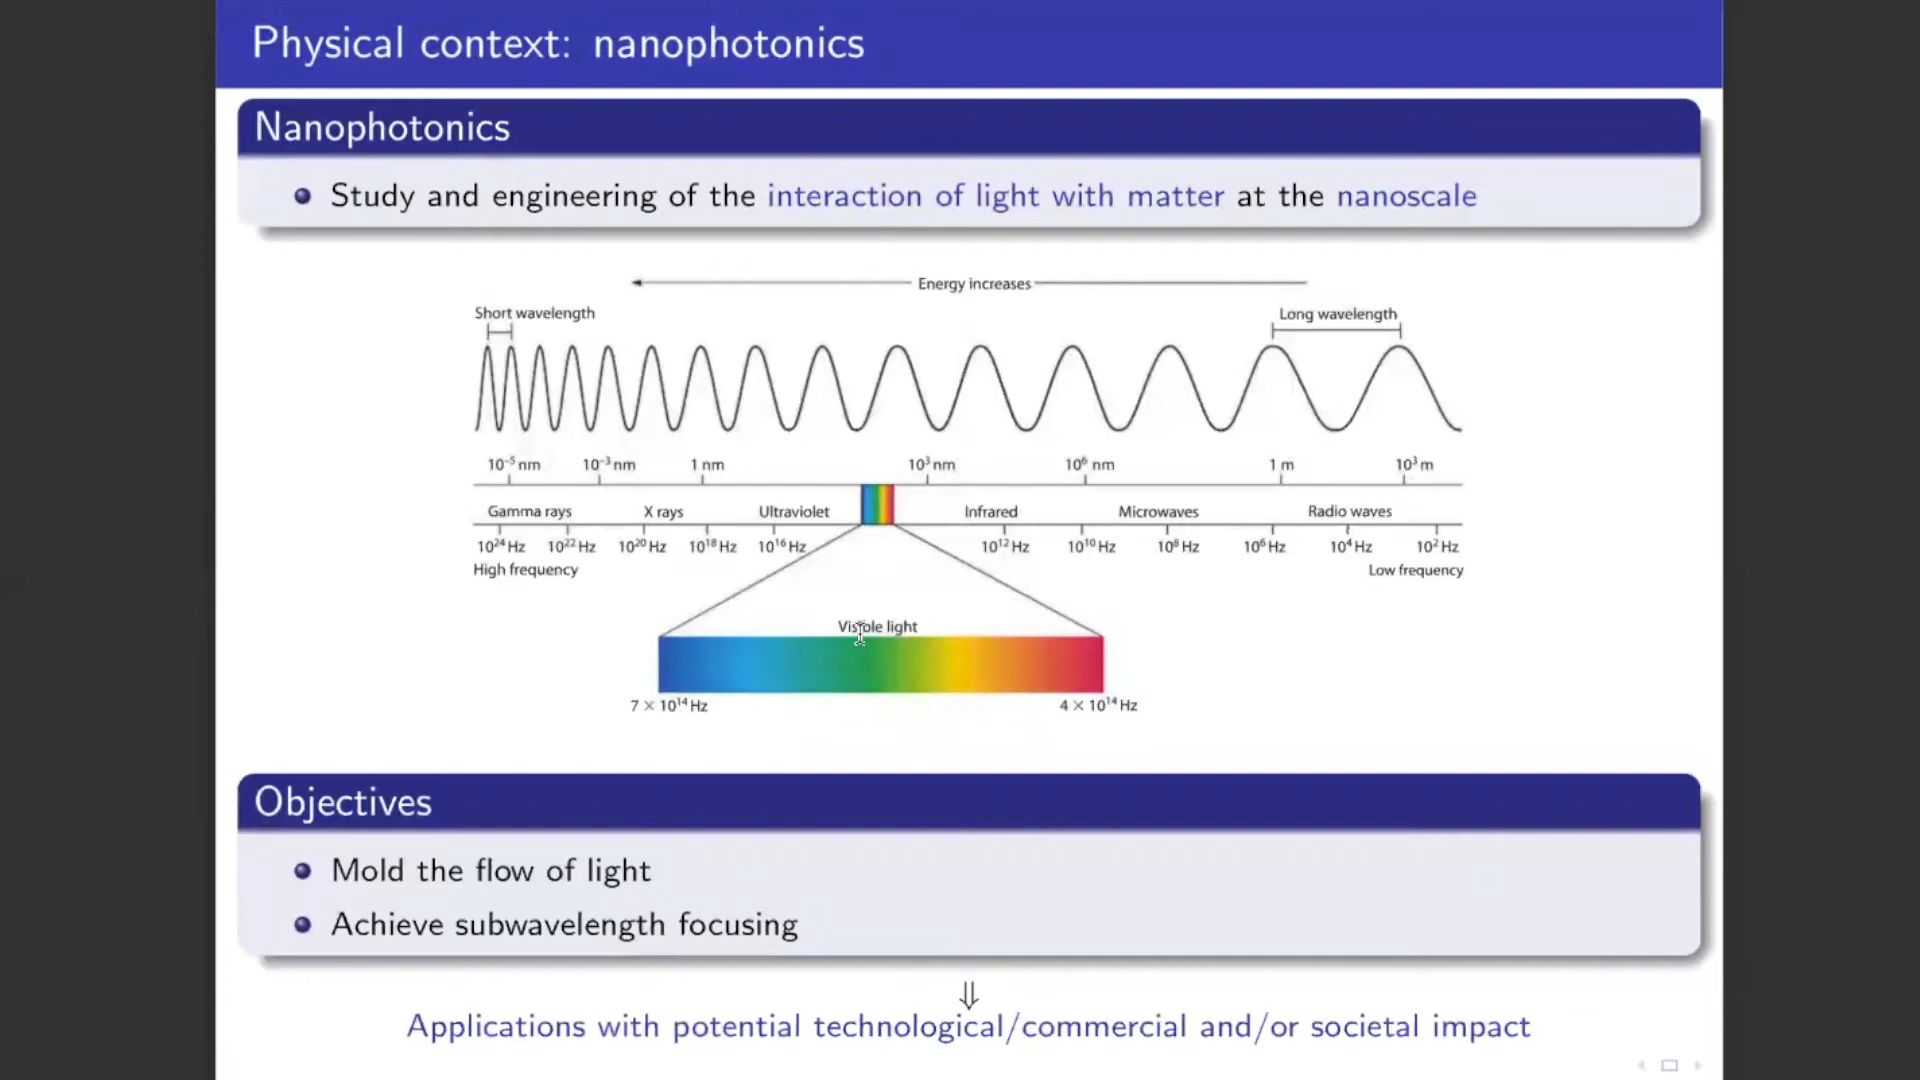 Physical context: nanophotonics
Nanophotonics
Study and engineering of the interaction of light with matter at the nanoscale
Energy increases
Short wavelength
Long wavelength
10⁻⁵ nm 10⁻³ nm 1 nm 10³ nm 10⁶ nm 1 m 10³ m
Gamma rays X rays Ultraviolet Infrared Microwaves Radio waves
10²⁴ Hz 10²² Hz 10²⁰ Hz 10¹⁸ Hz 10¹⁶ Hz 10¹² Hz 10¹⁰ Hz 10⁸ Hz 10⁶ Hz 10⁴ Hz 10² Hz
High frequency Low frequency
Visible light
7 × 10¹⁴ Hz 4 × 10¹⁴ Hz
Objectives
Mold the flow of light
Achieve subwavelength focusing
⇓
Applications with potential technological/commercial and/or societal impact